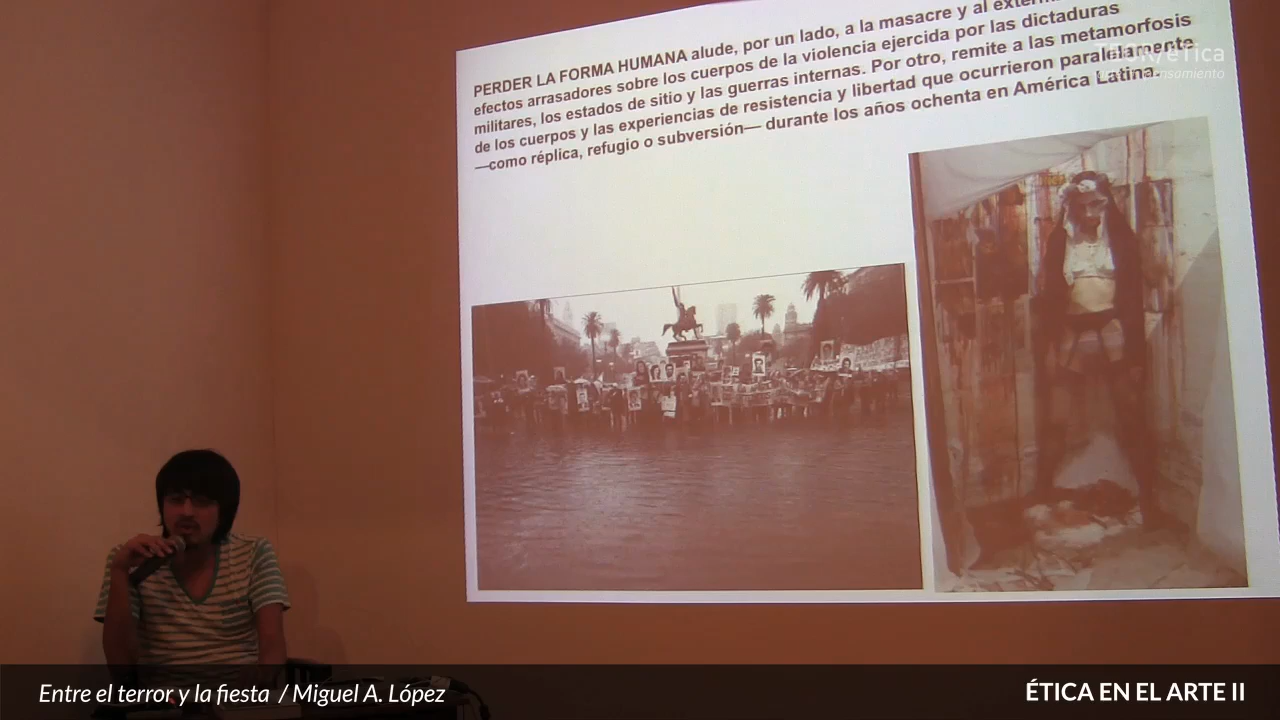 PERDER LA FORMA HUMANA alude, por un lado, a la masacre y al
efectos arrasadores sobre los cuerpos de la violencia ejercida por las dictaduras
militares, los estados de sitio y las guerras internas. Por otro, remite a las metamorfosis
de los cuerpos y las experiencias de resistencia y libertad que ocurrieron paralelamente
—como réplica, refugio o subversión— durante los años ochenta en América Latina.
TEOR/éTica
pensamiento
Entre el terror y la fiesta / Miguel A. López
ÉTICA EN EL ARTE II